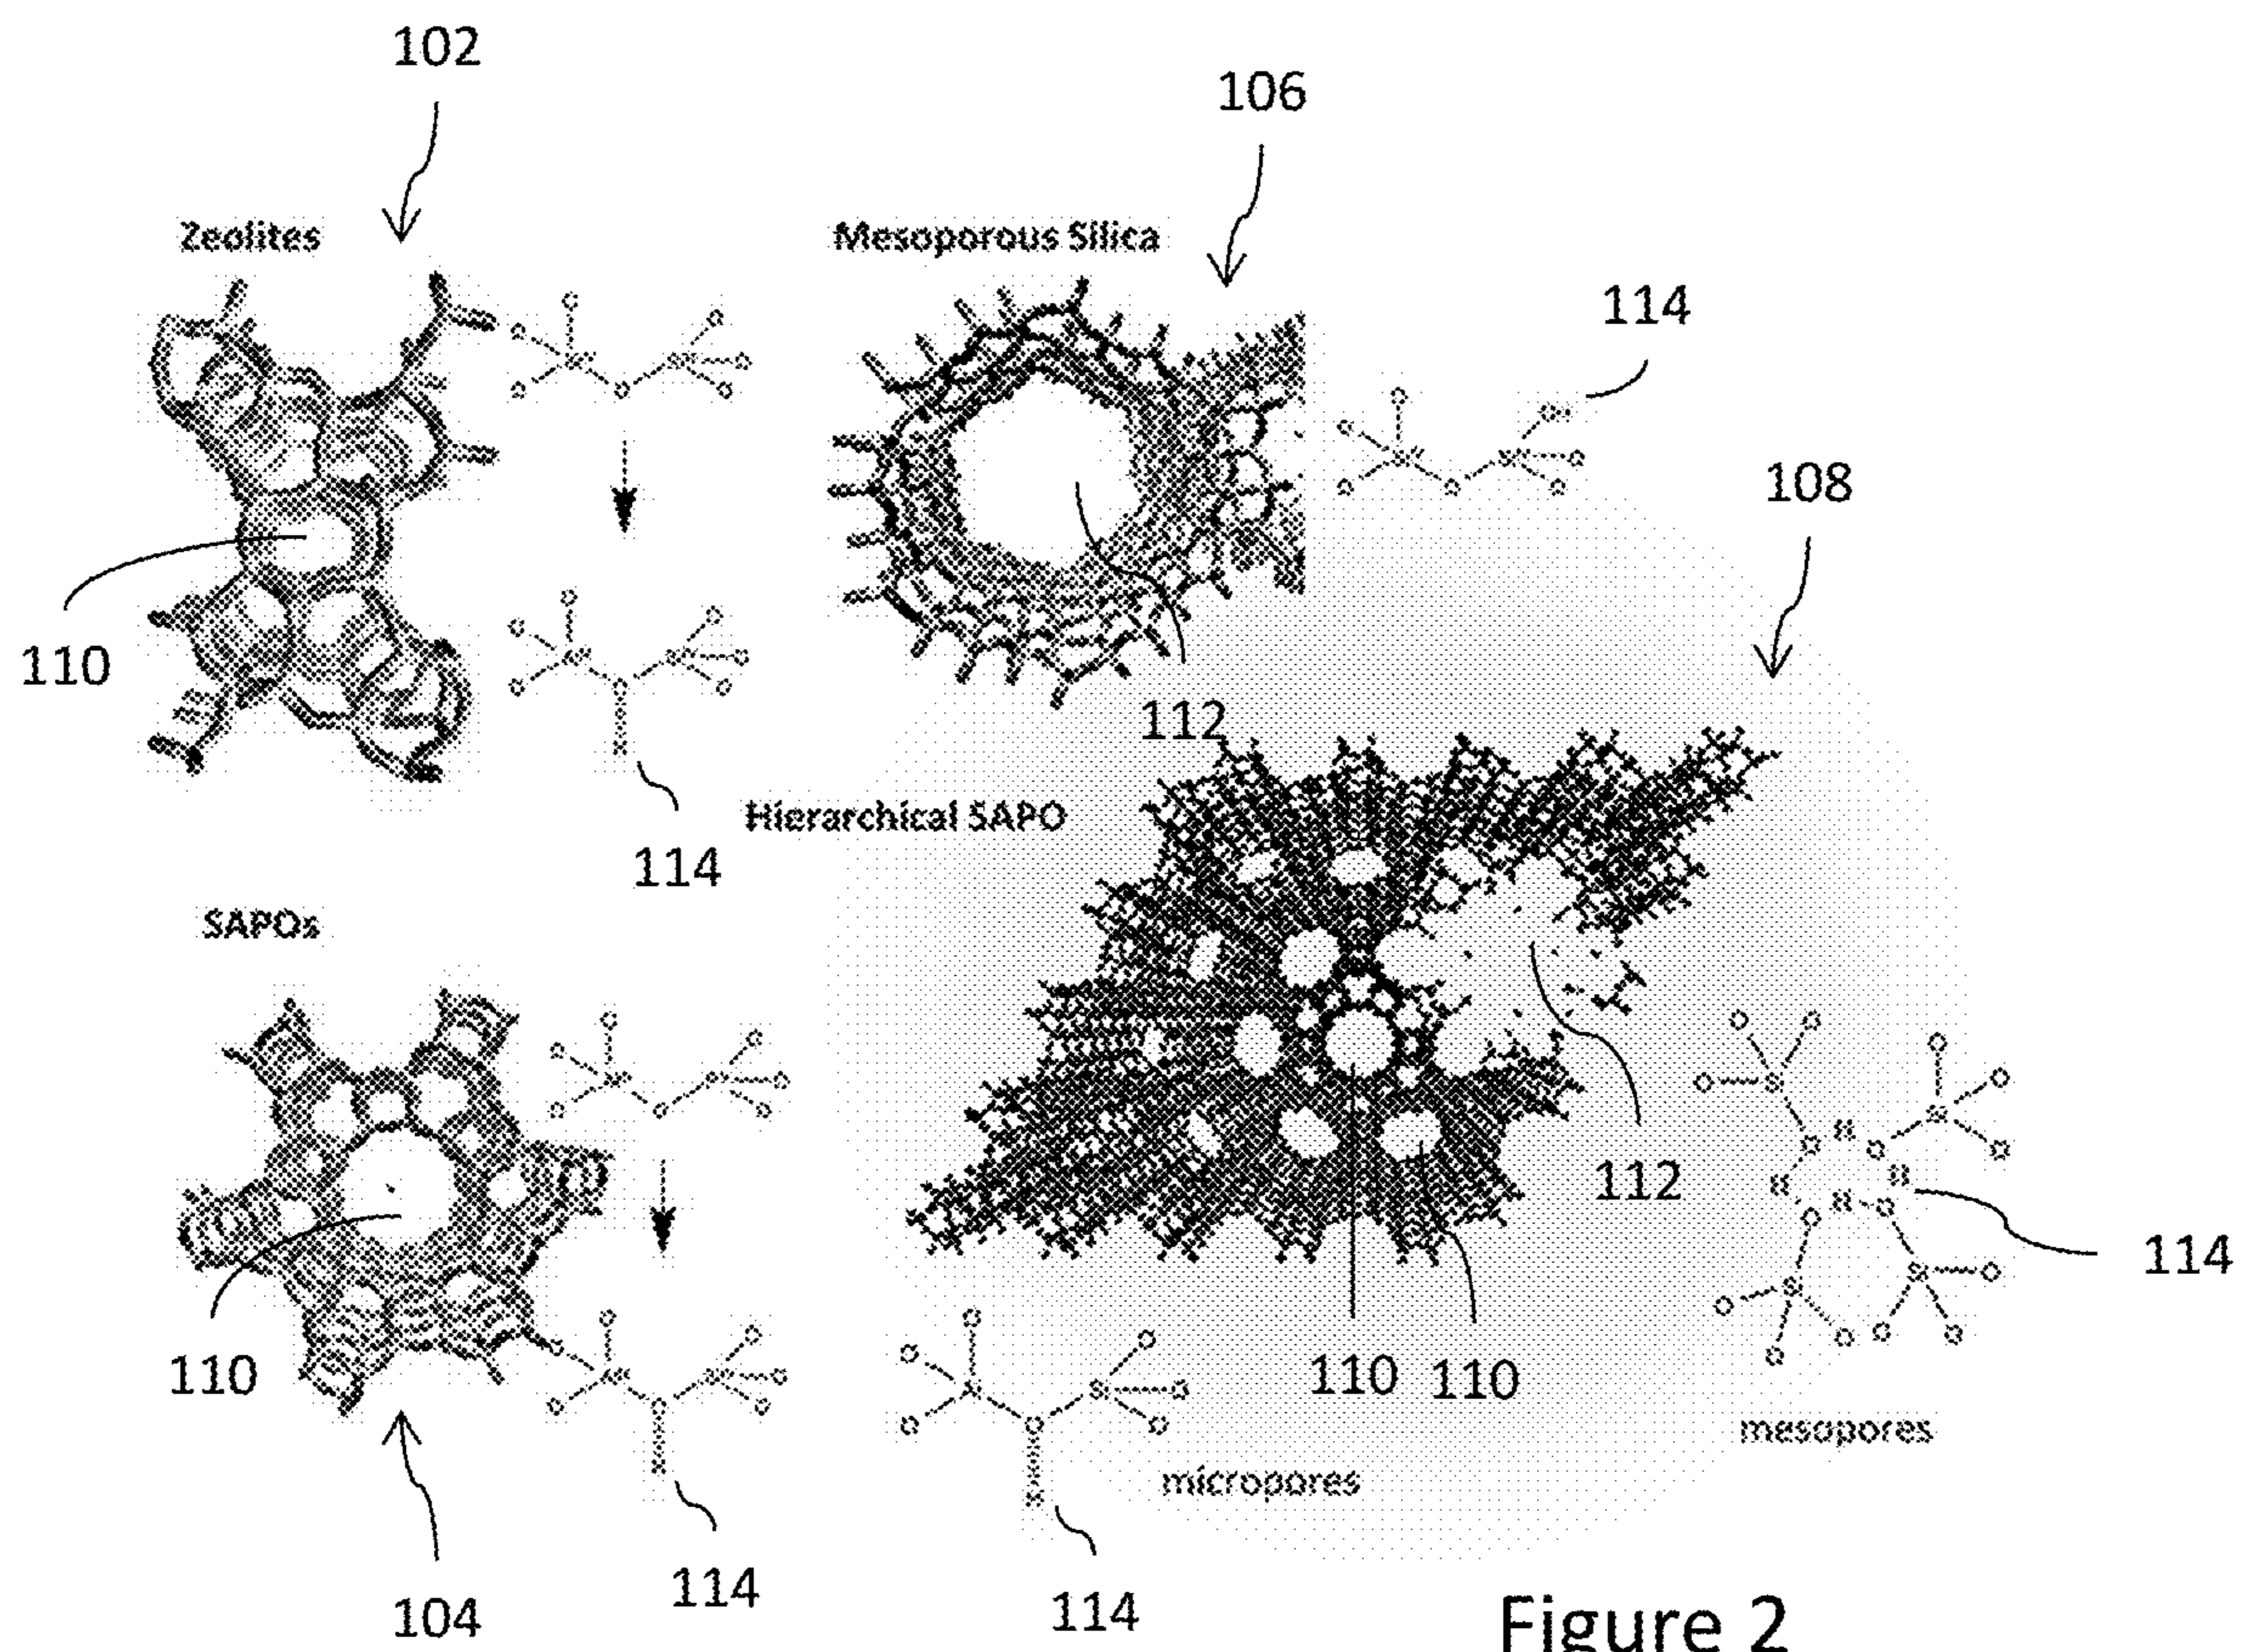 102
106
Zeolites
Mesoporous Silica
114
108
110
112
Hierarchical SAPO
114
SAPOs
112
114
110
110 110
mesopores
micropores
104
114
114
Figure 2